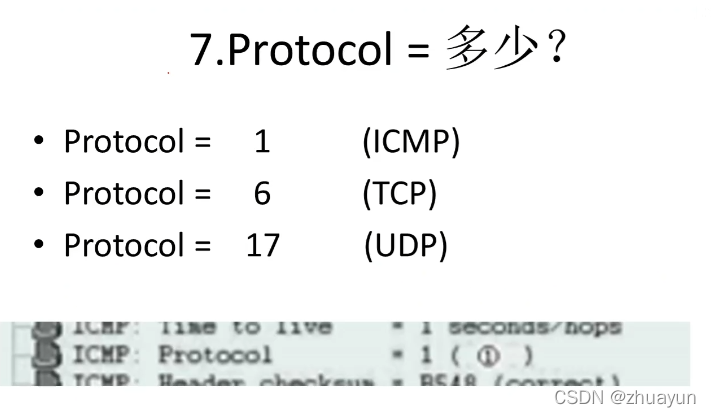 7.Protocol = 多少？
• Protocol = 1 (ICMP)
• Protocol = 6 (TCP)
• Protocol = 17 (UDP)
ICMP: Time to live = 1 seconds/hops
ICMP: Protocol = 1 ( ① )
ICMP: Header checksum = B548 (correct)
CSDN @zhuayun